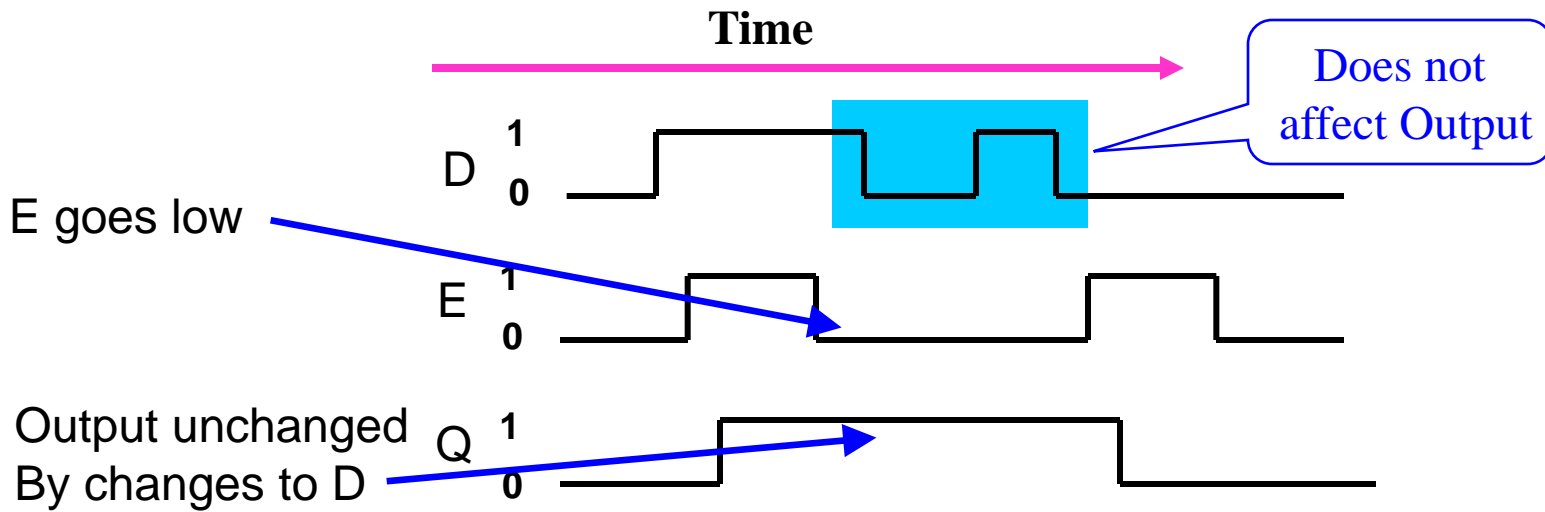 Time
Does not
affect Output
1
D
0
E goes low
1
E
0
Output unchanged
By changes to D
Q
1
0